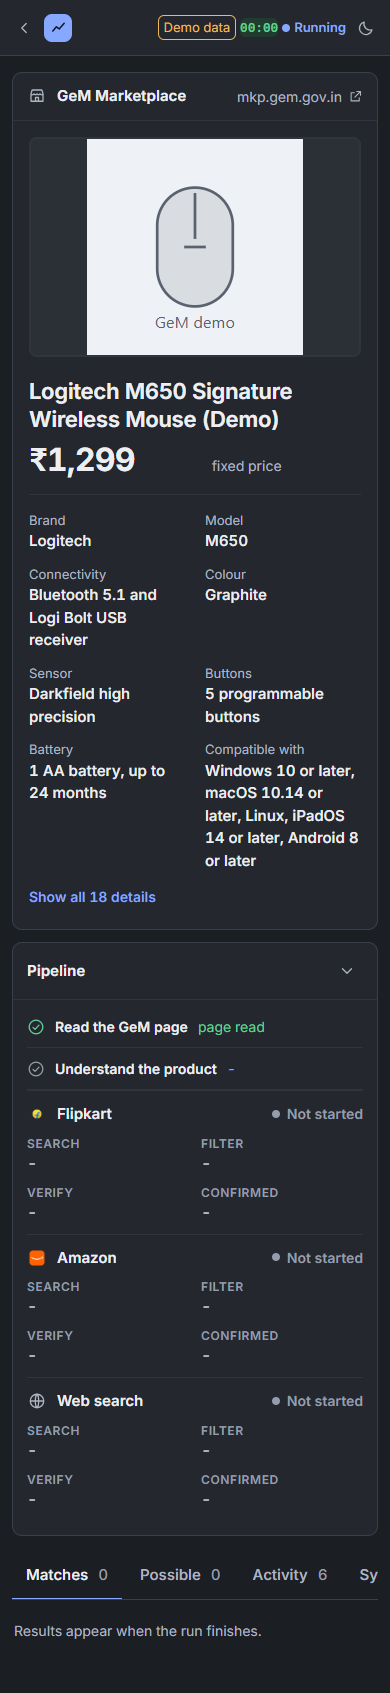 Demo data 00:00 Running
GeM Marketplace mkp.gem.gov.in
GeM demo
Logitech M650 Signature
Wireless Mouse (Demo)
₹1,299 fixed price
Brand Model
Logitech M650
Connectivity Colour
Bluetooth 5.1 and Graphite
Logi Bolt USB
receiver
Sensor Buttons
Darkfield high 5 programmable
precision buttons
Battery Compatible with
1 AA battery, up to Windows 10 or later,
24 months macOS 10.14 or
later, Linux, iPadOS
14 or later, Android 8
or later
Show all 18 details
Pipeline
Read the GeM page page read
Understand the product -
Flipkart Not started
SEARCH FILTER
- -
VERIFY CONFIRMED
- -
Amazon Not started
SEARCH FILTER
- -
VERIFY CONFIRMED
- -
Web search Not started
SEARCH FILTER
- -
VERIFY CONFIRMED
- -
Matches 0 Possible 0 Activity 6 Sy
Results appear when the run finishes.